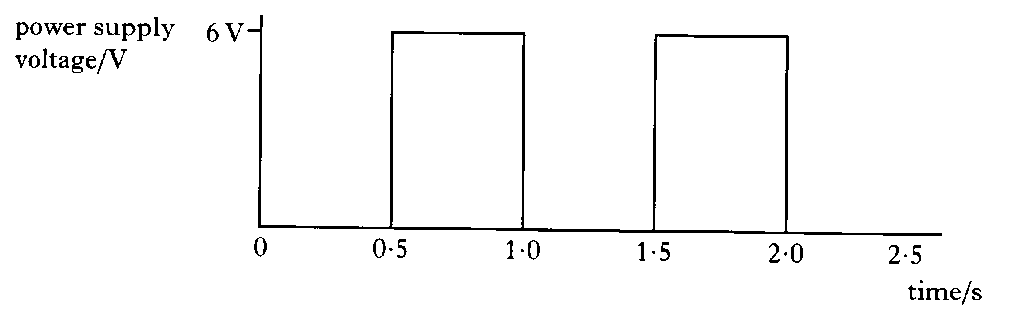 power supply 6 V
voltage/V
0 0·5 1·0 1·5 2·0 2·5
time/s